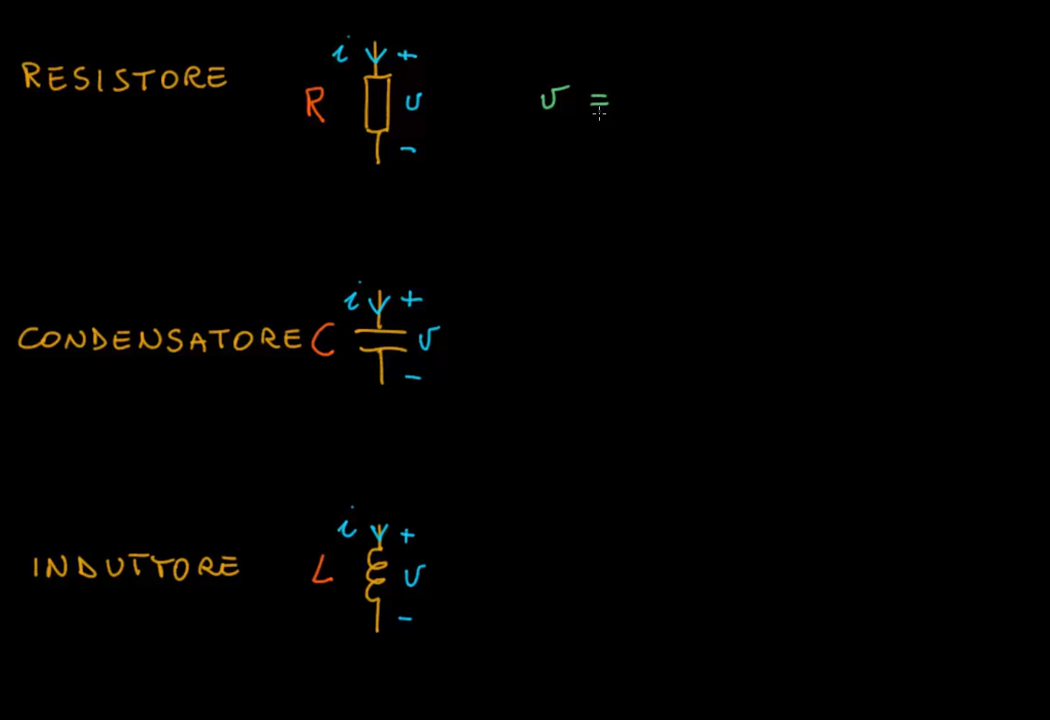 RESISTORE R i + v - v =
CONDENSATORE C i + v -
INDUTTORE L i + v -